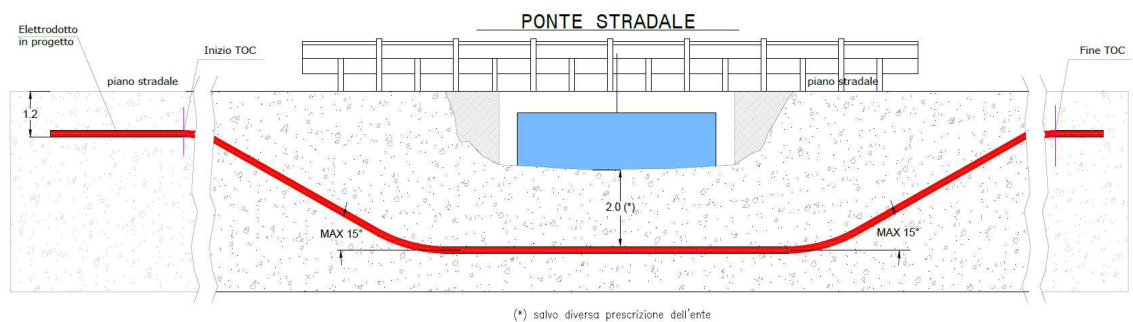 PONTE STRADALE
Elettrodotto
in progetto
Inizio TOC
Fine TOC
piano stradale
piano stradale
1.2
2.0 (*)
MAX 15°
MAX 15°
(*) salvo diversa prescrizione dell'ente